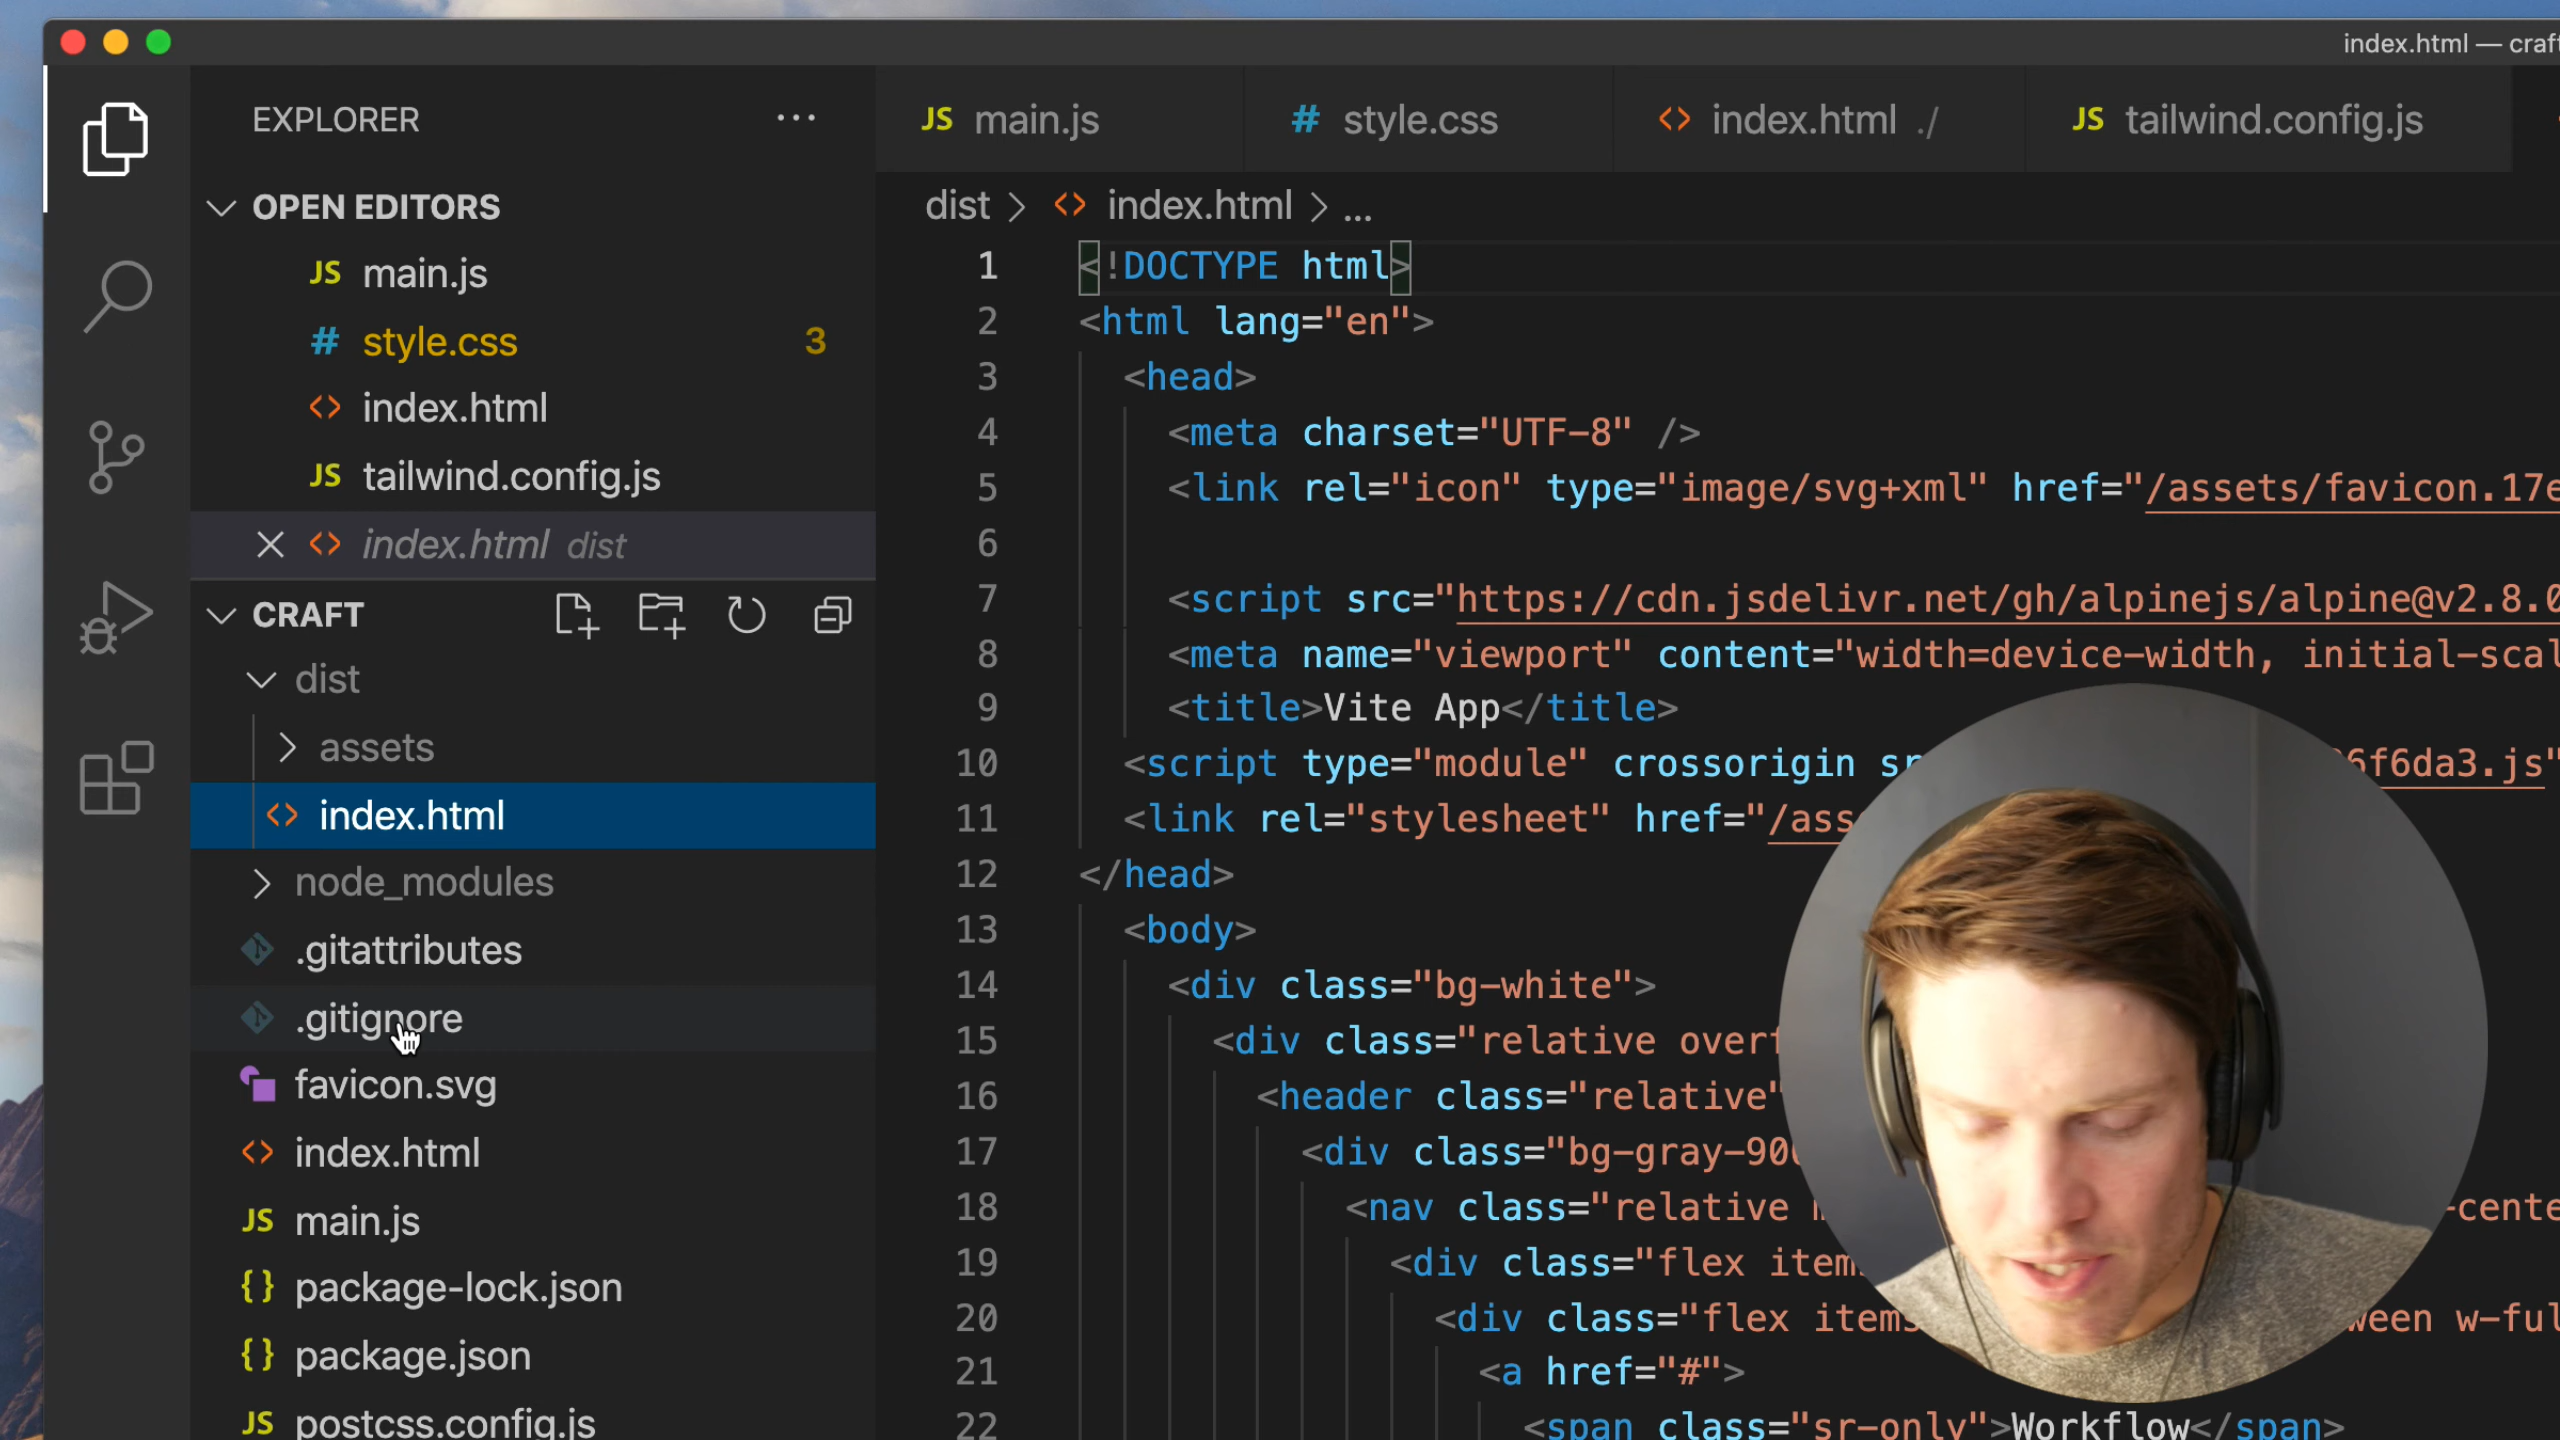 index.html — craft
EXPLORER
JS main.js
# style.css
<> index.html ./
JS tailwind.config.js
OPEN EDITORS
JS main.js
# style.css 3
<> index.html
JS tailwind.config.js
<> index.html dist
CRAFT
dist
assets
<> index.html
node_modules
.gitattributes
.gitignore
favicon.svg
<> index.html
JS main.js
{} package-lock.json
{} package.json
JS postcss.config.js
dist > <> index.html > ...
1 <!DOCTYPE html>
2 <html lang="en">
3 <head>
4 <meta charset="UTF-8" />
5 <link rel="icon" type="image/svg+xml" href="/assets/favicon.17e
6
7 <script src="https://cdn.jsdelivr.net/gh/alpinejs/alpine@v2.8.0
8 <meta name="viewport" content="width=device-width, initial-scal
9 <title>Vite App</title>
10 <script type="module" crossorigin sr 6f6da3.js"
11 <link rel="stylesheet" href="/ass
12 </head>
13 <body>
14 <div class="bg-white">
15 <div class="relative overf
16 <header class="relative"
17 <div class="bg-gray-900
18 <nav class="relative -cente
19 <div class="flex item
20 <div class="flex items ween w-ful
21 <a href="#">
22 <span class="sr-only">Workflow</span>